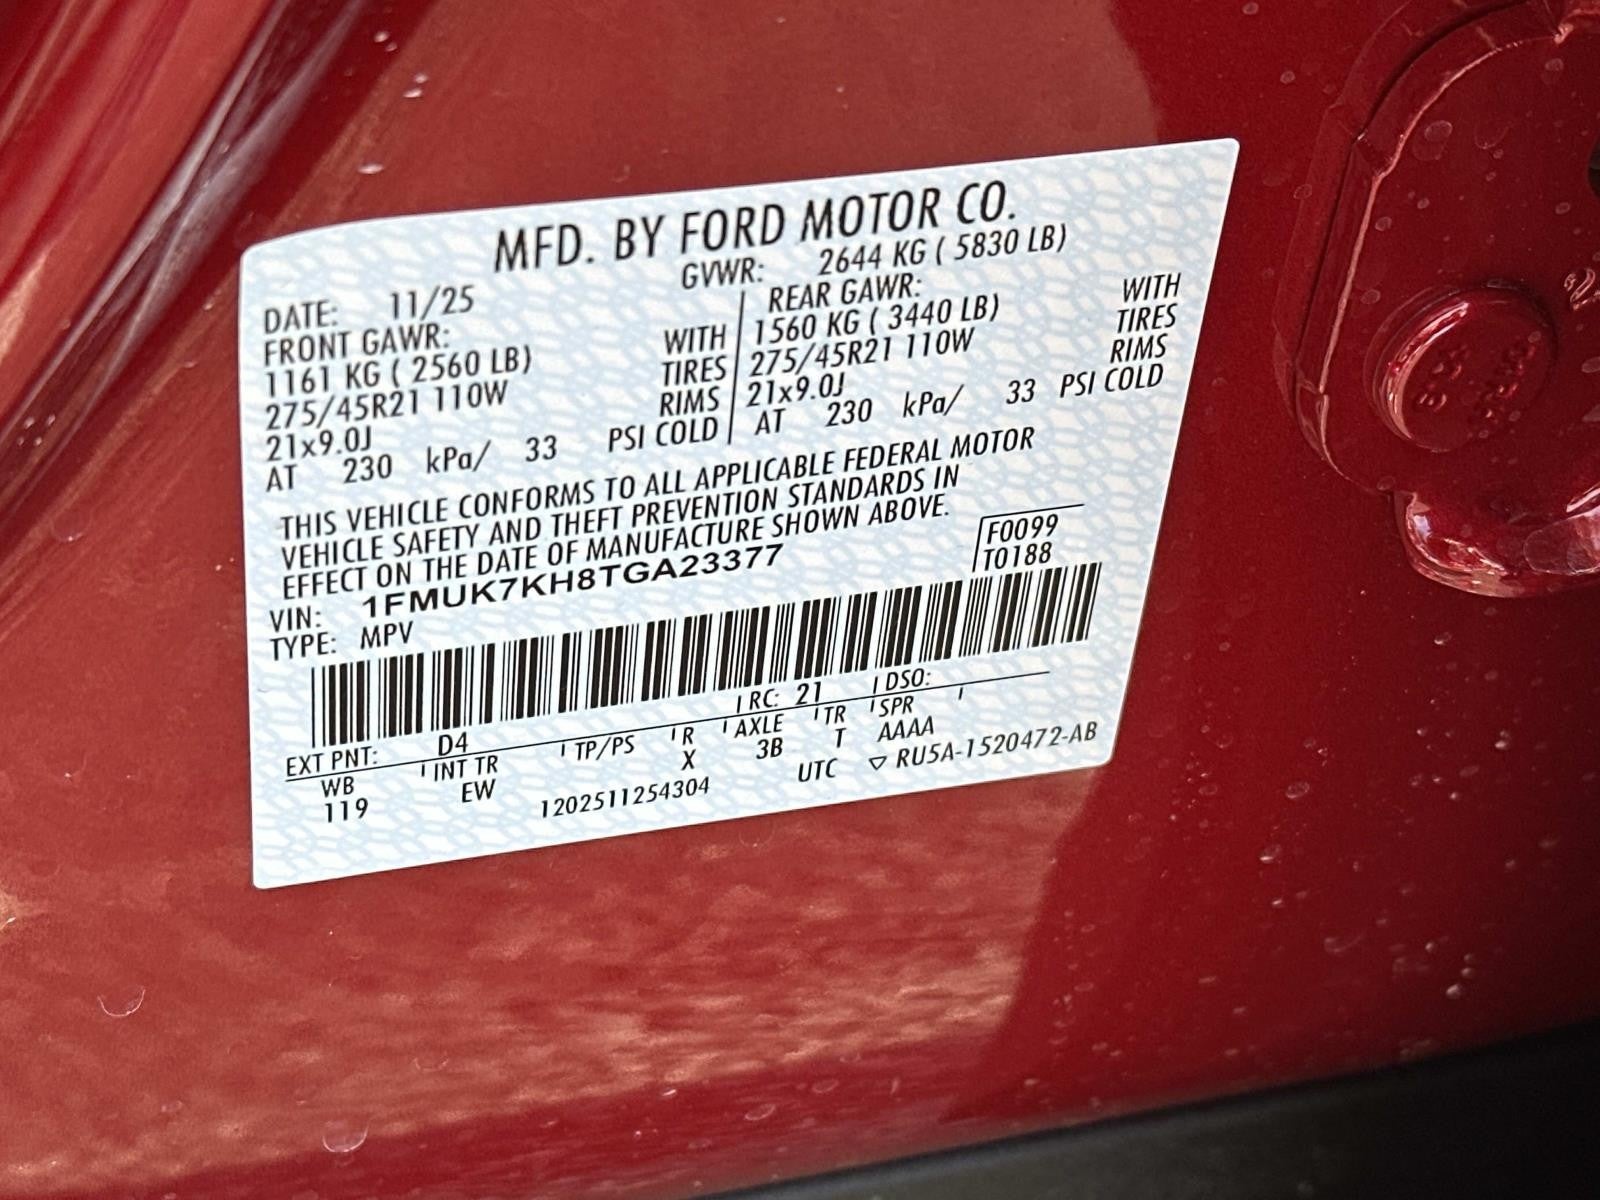 MFD. BY FORD MOTOR CO.
DATE: 11/25 GVWR: 2644 KG ( 5830 LB)
FRONT GAWR: WITH REAR GAWR: WITH
1161 KG ( 2560 LB) TIRES 1560 KG ( 3440 LB) TIRES
275/45R21 110W RIMS 275/45R21 110W RIMS
21x9.0J 21x9.0J
AT 230 kPa/ 33 PSI COLD AT 230 kPa/ 33 PSI COLD
THIS VEHICLE CONFORMS TO ALL APPLICABLE FEDERAL MOTOR
VEHICLE SAFETY AND THEFT PREVENTION STANDARDS IN
EFFECT ON THE DATE OF MANUFACTURE SHOWN ABOVE.
F0099
T0188
VIN: 1FMUK7KH8TGA23377
TYPE: MPV
EXT PNT: D4 RC: 21 DSO:
WB INT TR TP/PS R AXLE TR SPR
119 EW X 3B T AAAA
1202511254304 UTC ▽ RU5A-1520472-AB